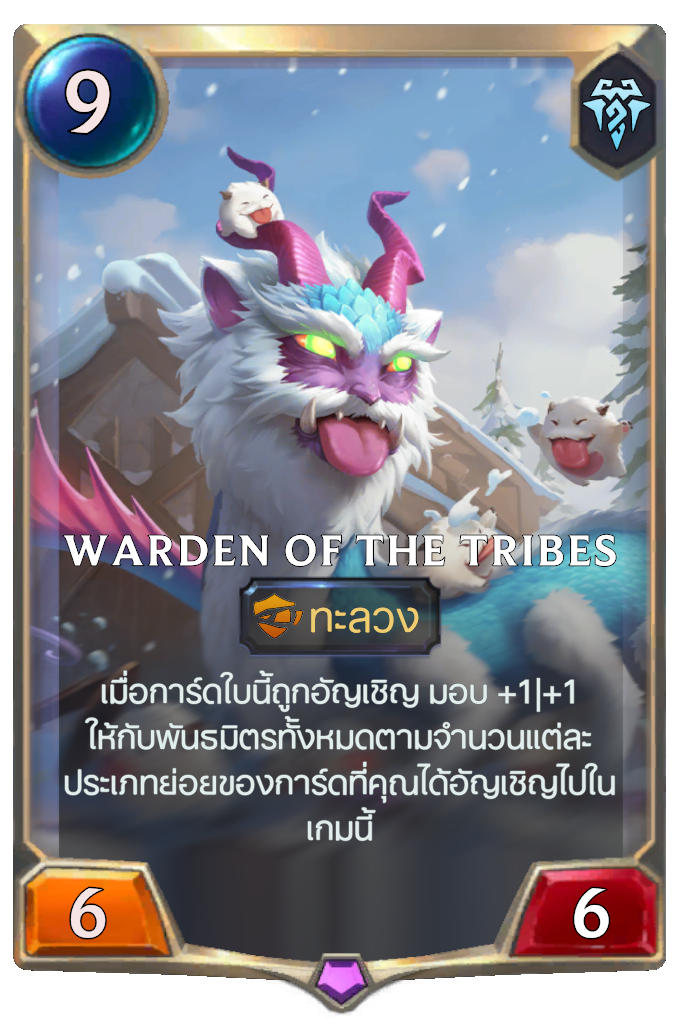 9
WARDEN OF THE TRIBES
ทะลวง
เมื่อการ์ดใบนี้ถูกอัญเชิญ มอบ +1|+1
ให้กับพันธมิตรทั้งหมดตามจำนวนแต่ละ
ประเภทย่อยของการ์ดที่คุณได้อัญเชิญไปใน
เกมนี้
6
6